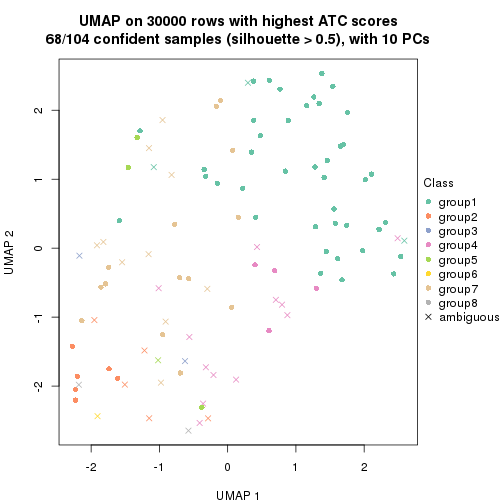 UMAP on 30000 rows with highest ATC scores
68/104 confident samples (silhouette > 0.5), with 10 PCs
UMAP 2
2
1
0
-1
-2
-2
-1
0
1
2
UMAP 1
Class
group1
group2
group3
group4
group5
group6
group7
group8
ambiguous